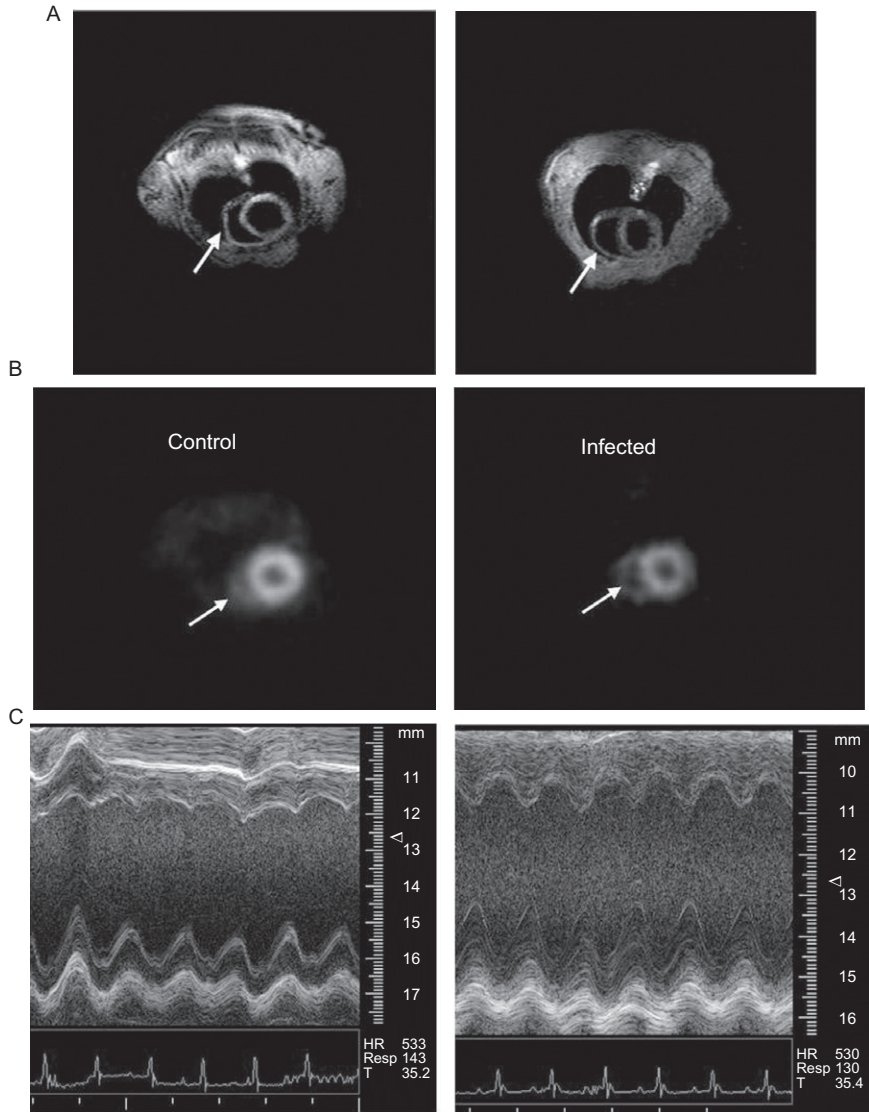 A
B
Control
Infected
C
mm
11
12
13
14
15
16
17
HR 533
Resp 143
T 35.2
mm
10
11
12
13
14
15
16
HR 530
Resp 130
T 35.4